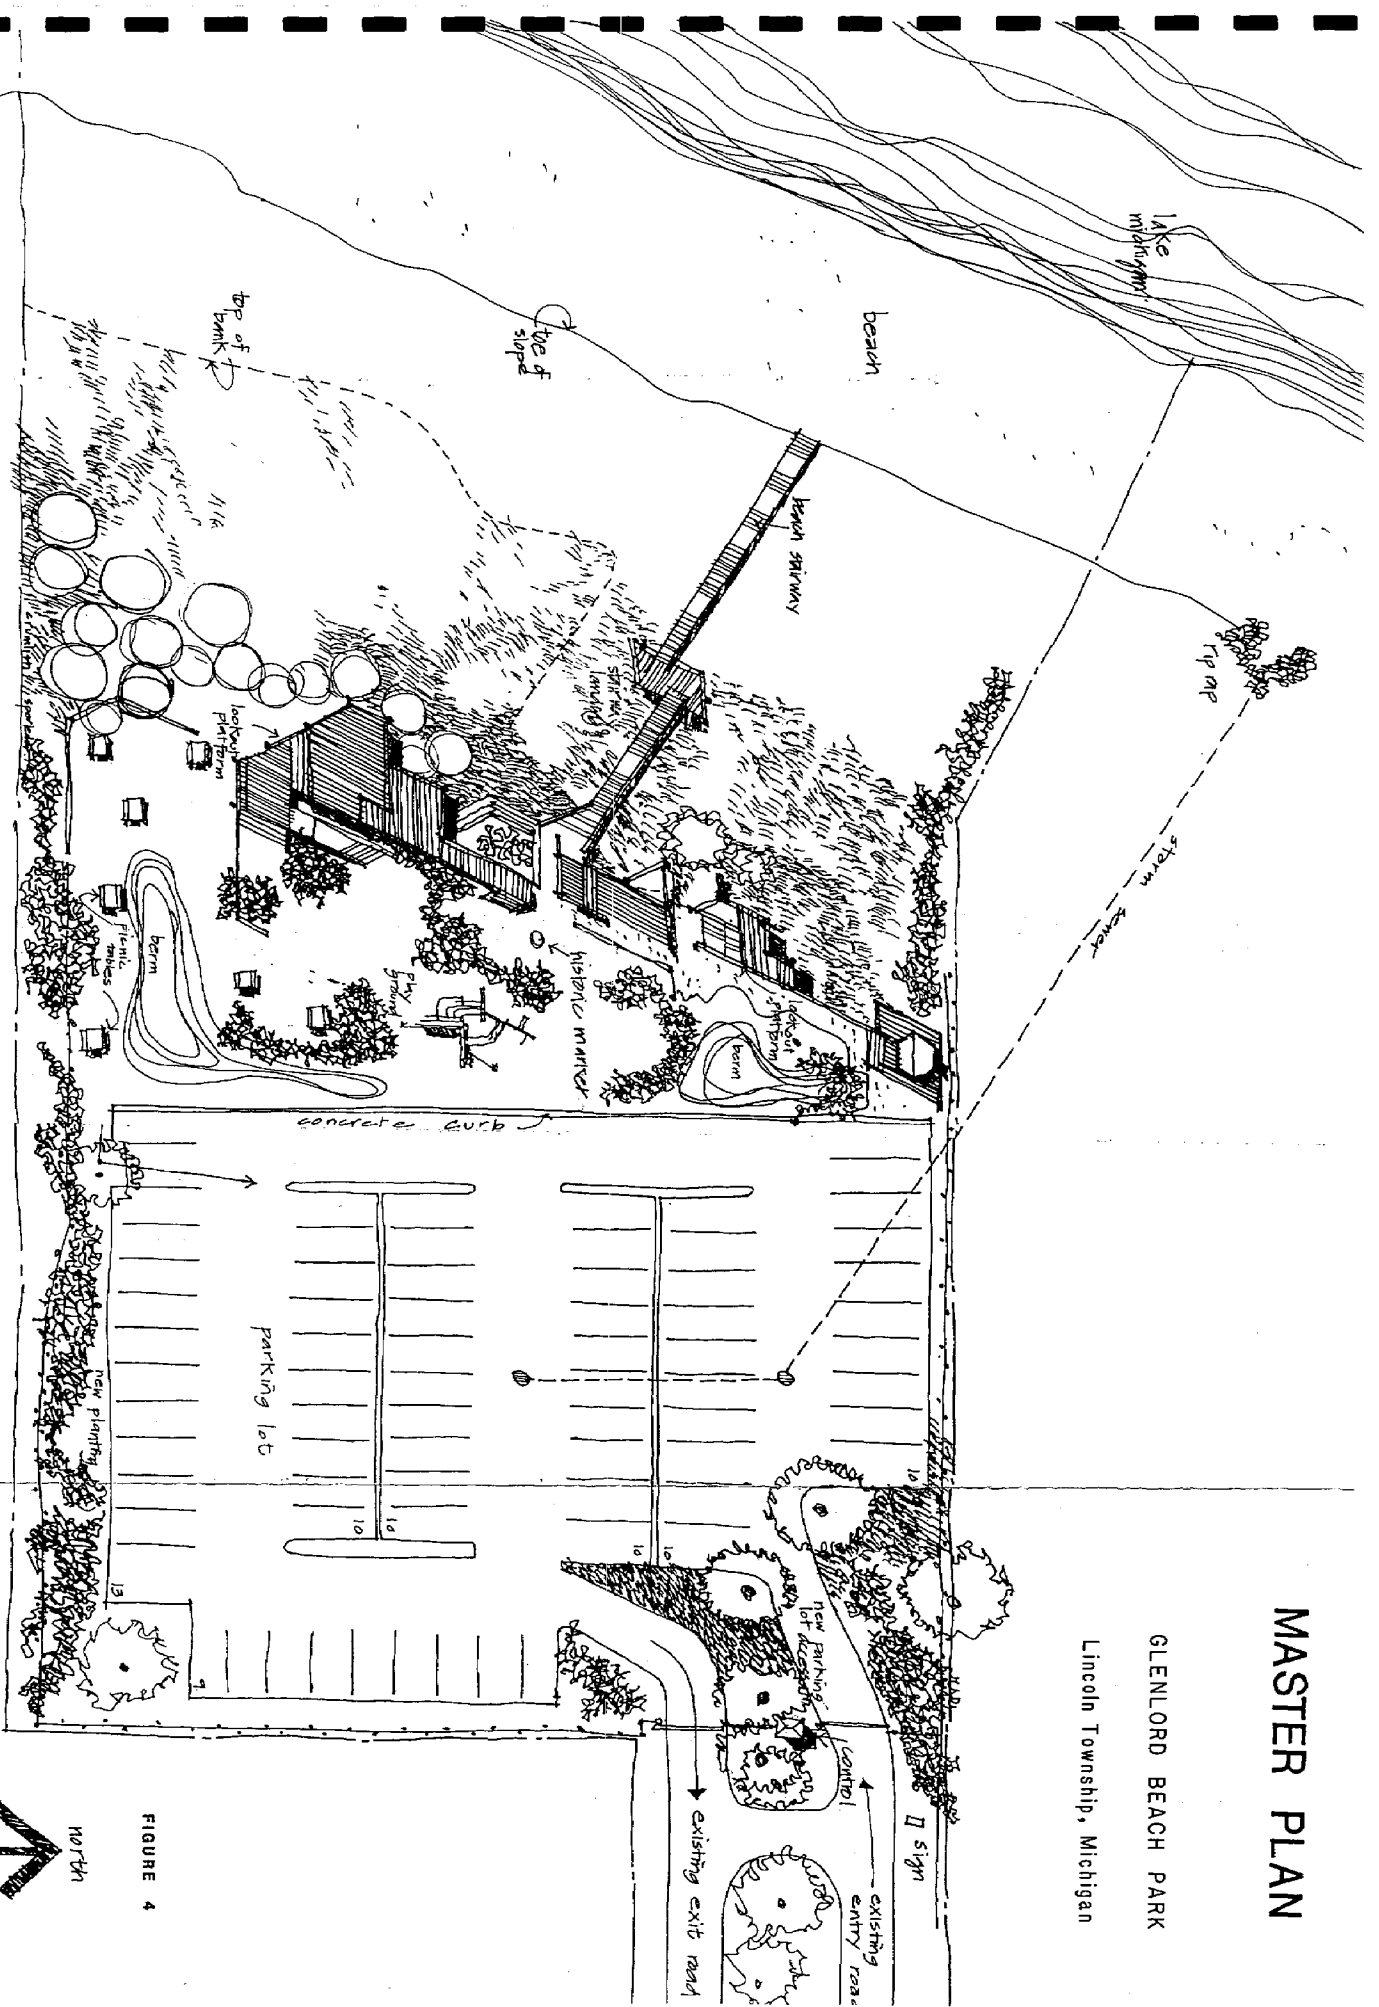 MASTER PLAN
GLENLORD BEACH PARK
Lincoln Township, Michigan
lake
michigan
beach
toe of
slope
top of
bank
rip rap
storm sewer
beach stairway
stairway
landing
lookout
platform
lookout
platform
historic marker
play
ground
berm
berm
picnic
tables
concrete curb
parking lot
new planting
new parking
control
sign
existing
entry road
existing exit road
10
10
10
10
10
13
9
north
FIGURE 4